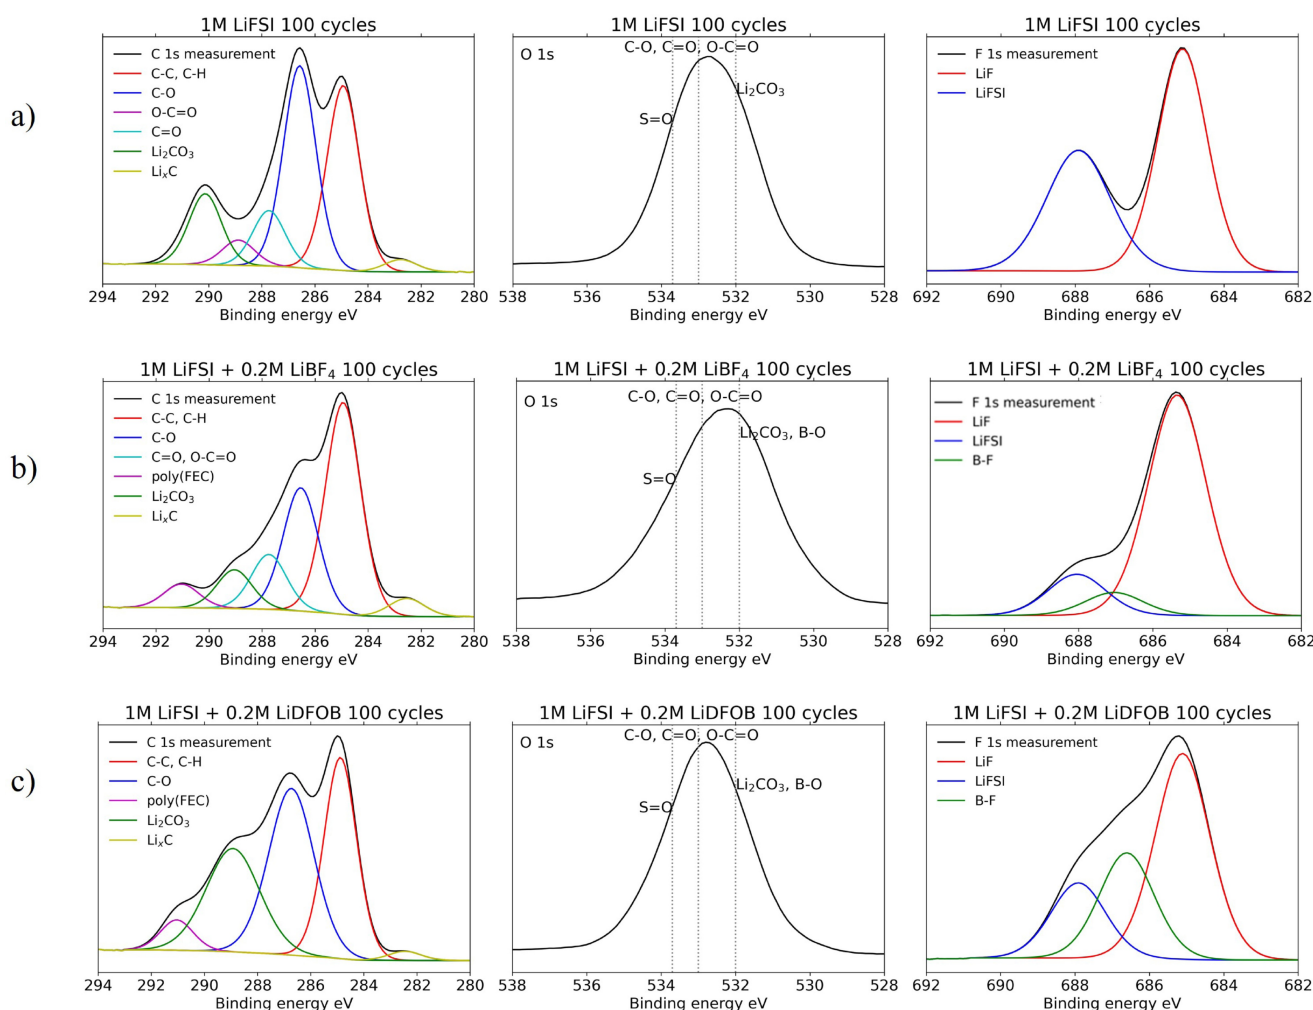 a)
1M LiFSI 100 cycles
C 1s measurement
C-C, C-H
C-O
O-C=O
C=O
Li₂CO₃
LiₓC
294 292 290 288 286 284 282 280
Binding energy eV
1M LiFSI 100 cycles
O 1s
C-O, C=O, O-C=O
Li₂CO₃
S=O
538 536 534 532 530 528
Binding energy eV
1M LiFSI 100 cycles
F 1s measurement
LiF
LiFSI
692 690 688 686 684 682
Binding energy eV
b)
1M LiFSI + 0.2M LiBF₄ 100 cycles
C 1s measurement
C-C, C-H
C-O
C=O, O-C=O
poly(FEC)
Li₂CO₃
LiₓC
294 292 290 288 286 284 282 280
Binding energy eV
1M LiFSI + 0.2M LiBF₄ 100 cycles
O 1s
C-O, C=O, O-C=O
Li₂CO₃, B-O
S=O
538 536 534 532 530 528
Binding energy eV
1M LiFSI + 0.2M LiBF₄ 100 cycles
F 1s measurement
LiF
LiFSI
B-F
692 690 688 686 684 682
Binding energy eV
c)
1M LiFSI + 0.2M LiDFOB 100 cycles
C 1s measurement
C-C, C-H
C-O
poly(FEC)
Li₂CO₃
LiₓC
294 292 290 288 286 284 282 280
Binding energy eV
1M LiFSI + 0.2M LiDFOB 100 cycles
O 1s
C-O, C=O, O-C=O
Li₂CO₃, B-O
S=O
538 536 534 532 530 528
Binding energy eV
1M LiFSI + 0.2M LiDFOB 100 cycles
F 1s measurement
LiF
LiFSI
B-F
692 690 688 686 684 682
Binding energy eV